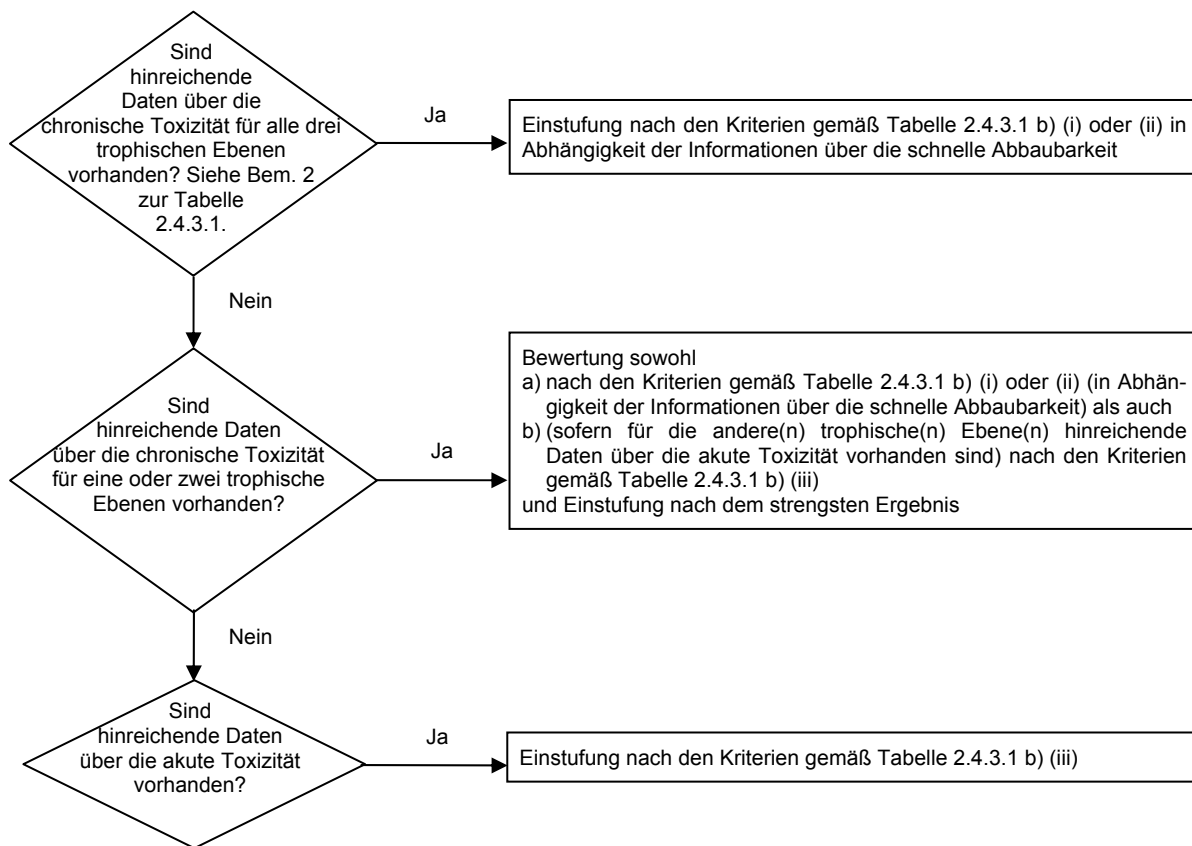 Sind
hinreichende
Daten über die
chronische Toxizität für alle drei
trophischen Ebenen
vorhanden? Siehe Bem. 2
zur Tabelle
2.4.3.1.
Ja
Einstufung nach den Kriterien gemäß Tabelle 2.4.3.1 b) (i) oder (ii) in
Abhängigkeit der Informationen über die schnelle Abbaubarkeit
Nein
Sind
hinreichende Daten
über die chronische Toxizität
für eine oder zwei trophische
Ebenen vorhanden?
Ja
Bewertung sowohl
a) nach den Kriterien gemäß Tabelle 2.4.3.1 b) (i) oder (ii) (in Abhän-
gigkeit der Informationen über die schnelle Abbaubarkeit) als auch
b) (sofern für die andere(n) trophische(n) Ebene(n) hinreichende
Daten über die akute Toxizität vorhanden sind) nach den Kriterien
gemäß Tabelle 2.4.3.1 b) (iii)
und Einstufung nach dem strengsten Ergebnis
Nein
Sind
hinreichende Daten
über die akute Toxizität
vorhanden?
Ja
Einstufung nach den Kriterien gemäß Tabelle 2.4.3.1 b) (iii)